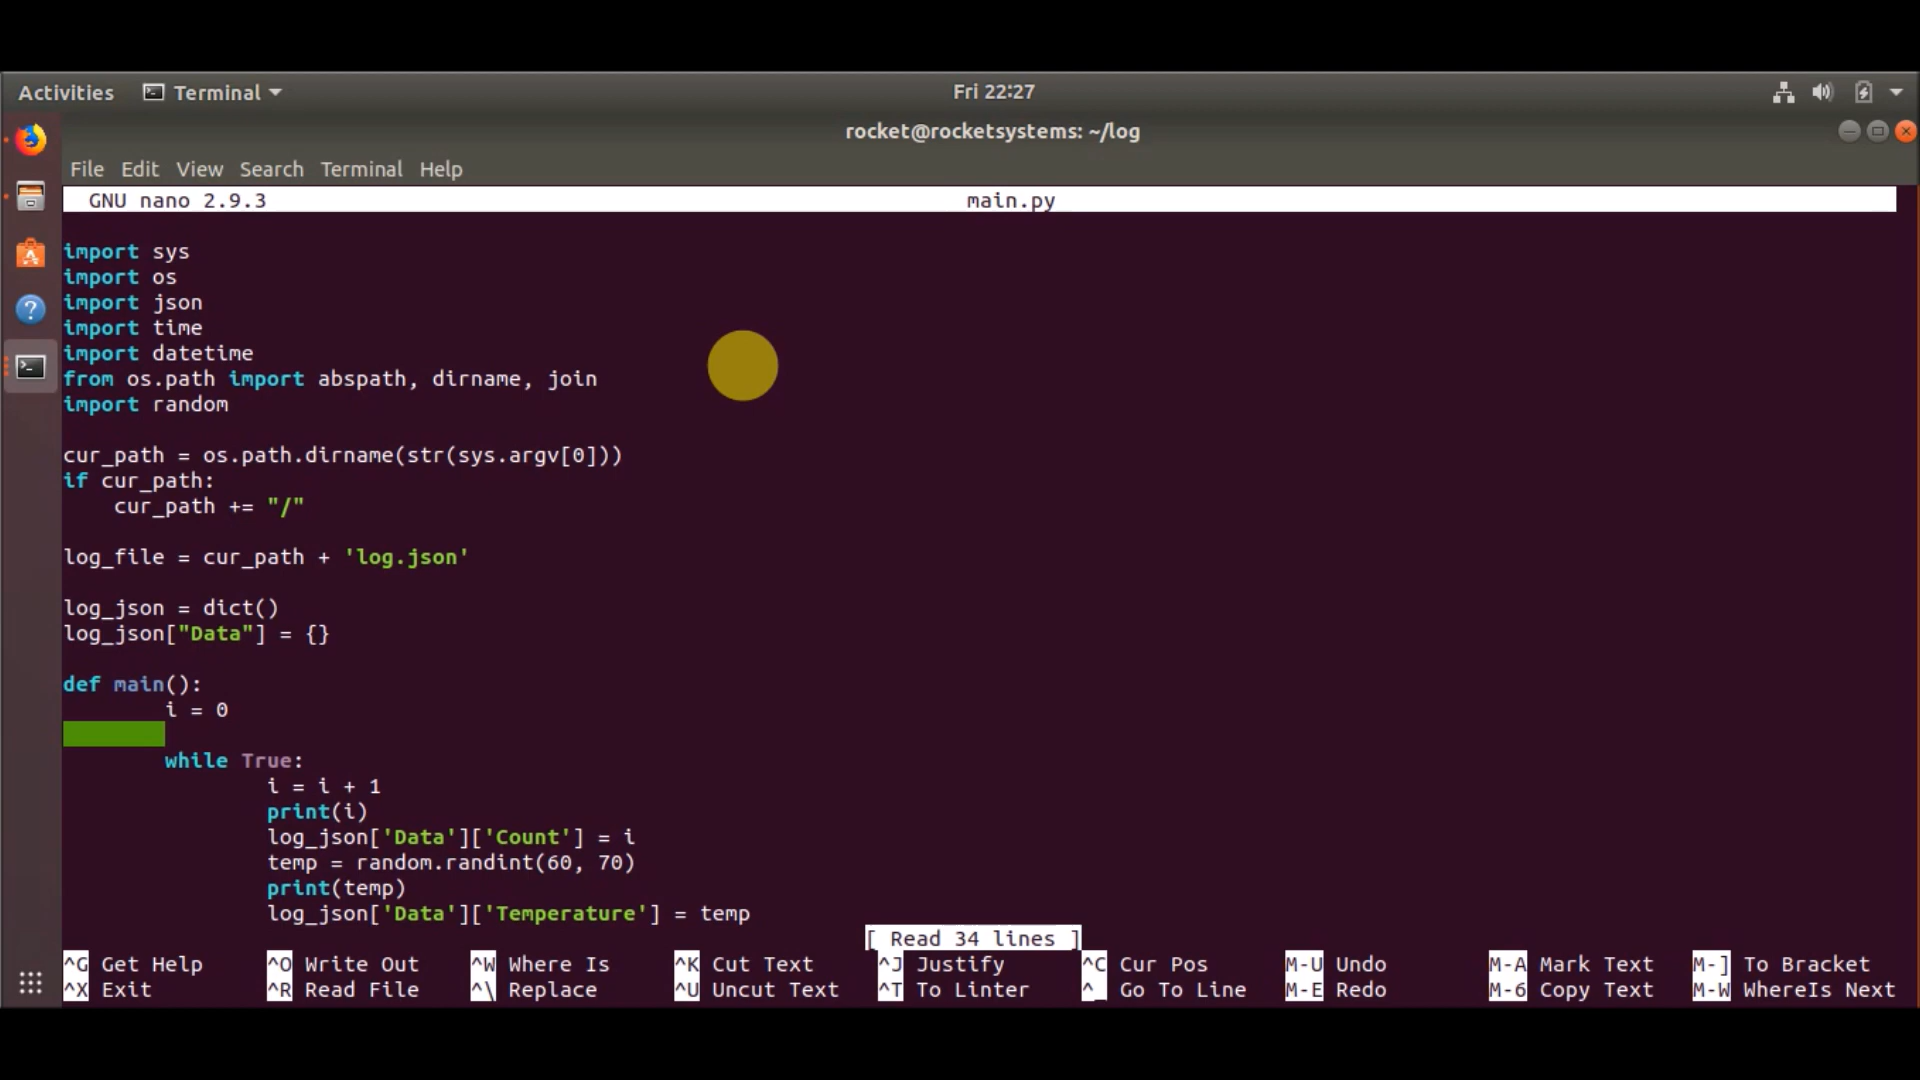 Activities Terminal Fri 22:27
rocket@rocketsystems: ~/log
File Edit View Search Terminal Help
GNU nano 2.9.3 main.py
import sys
import os
import json
import time
import datetime
from os.path import abspath, dirname, join
import random
cur_path = os.path.dirname(str(sys.argv[0]))
if cur_path:
    cur_path += "/"
log_file = cur_path + 'log.json'
log_json = dict()
log_json["Data"] = {}
def main():
        i = 0
        while True:
                i = i + 1
                print(i)
                log_json['Data']['Count'] = i
                temp = random.randint(60, 70)
                print(temp)
                log_json['Data']['Temperature'] = temp
[ Read 34 lines ]
^G Get Help ^O Write Out ^W Where Is ^K Cut Text ^J Justify ^C Cur Pos M-U Undo M-A Mark Text M-] To Bracket
^X Exit ^R Read File ^\ Replace ^U Uncut Text ^T To Linter ^_ Go To Line M-E Redo M-6 Copy Text M-W WhereIs Next